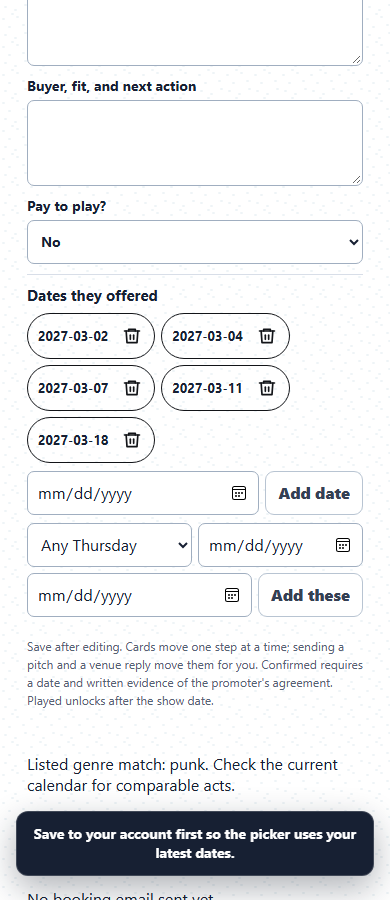 Buyer, fit, and next action
Pay to play?
No
Dates they offered
2027-03-02
2027-03-04
2027-03-07
2027-03-11
2027-03-18
mm/dd/yyyy
Add date
Any Thursday
mm/dd/yyyy
mm/dd/yyyy
Add these
Save after editing. Cards move one step at a time; sending a
pitch and a venue reply move them for you. Confirmed requires
a date and written evidence of the promoter's agreement.
Played unlocks after the show date.
Listed genre match: punk. Check the current
calendar for comparable acts.
Save to your account first so the picker uses your
latest dates.
No booking email sent yet